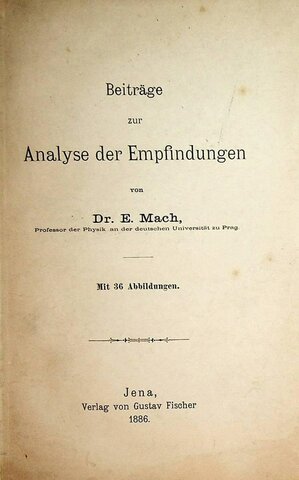 Beiträge
zur
Analyse der Empfindungen
von
Dr. E. Mach,
Professor der Physik an der deutschen Universität zu Prag.
Mit 36 Abbildungen.
Jena,
Verlag von Gustav Fischer
1886.